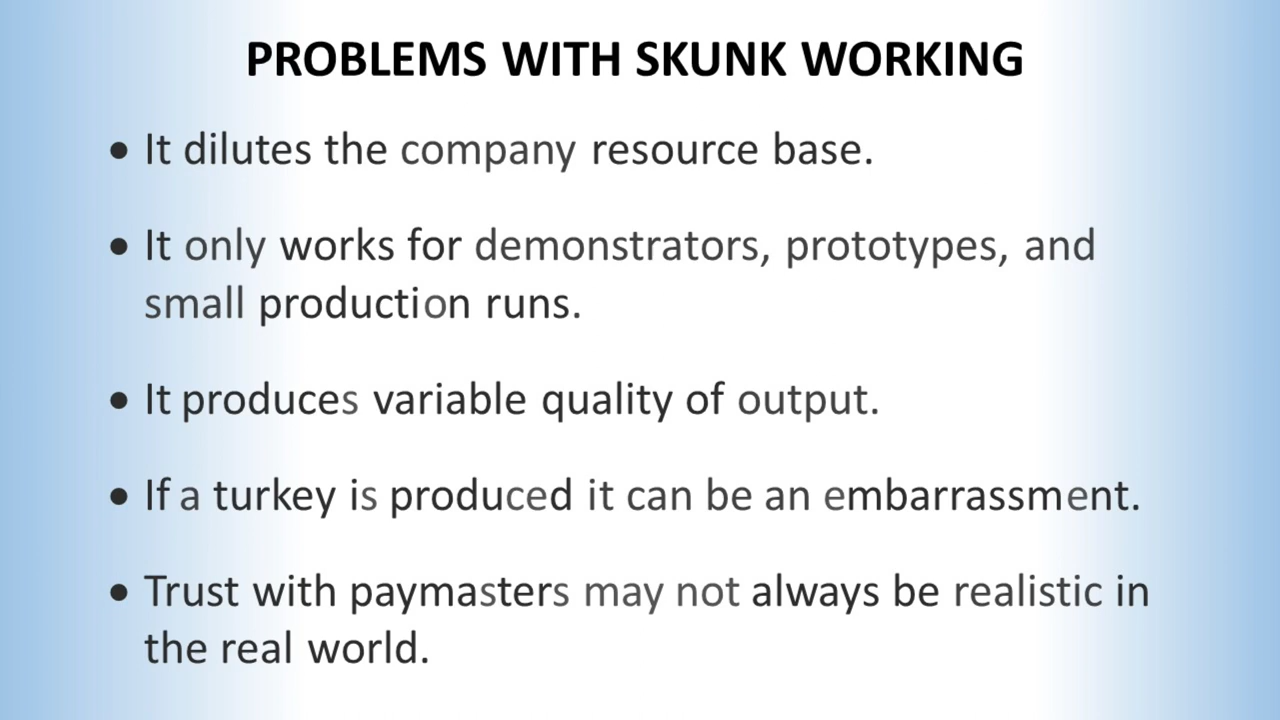 PROBLEMS WITH SKUNK WORKING
• It dilutes the company resource base.
• It only works for demonstrators, prototypes, and
small production runs.
• It produces variable quality of output.
• If a turkey is produced it can be an embarrassment.
• Trust with paymasters may not always be realistic in
the real world.